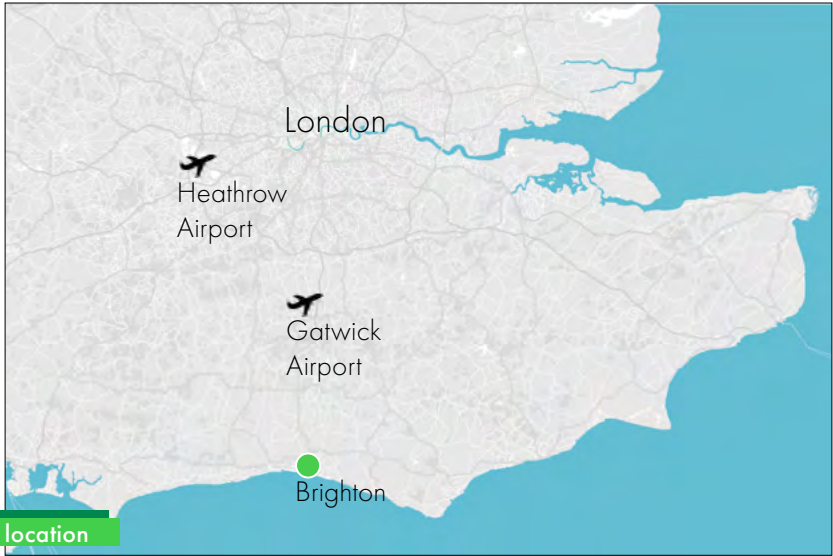 London
Heathrow
Airport
Gatwick
Airport
Brighton
location